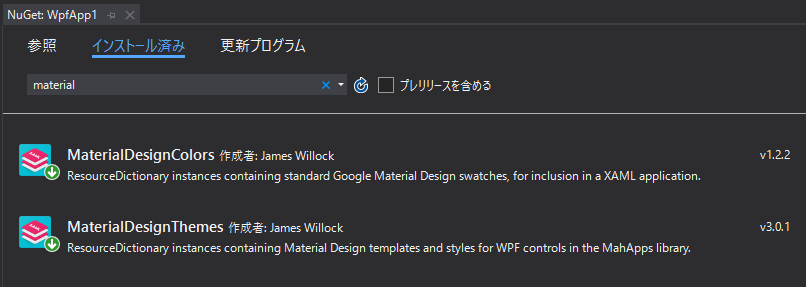 NuGet: WpfApp1
参照 インストール済み 更新プログラム
material プレリリースを含める
MaterialDesignColors 作成者: James Willock v1.2.2
ResourceDictionary instances containing standard Google Material Design swatches, for inclusion in a XAML application.
MaterialDesignThemes 作成者: James Willock v3.0.1
ResourceDictionary instances containing Material Design templates and styles for WPF controls in the MahApps library.